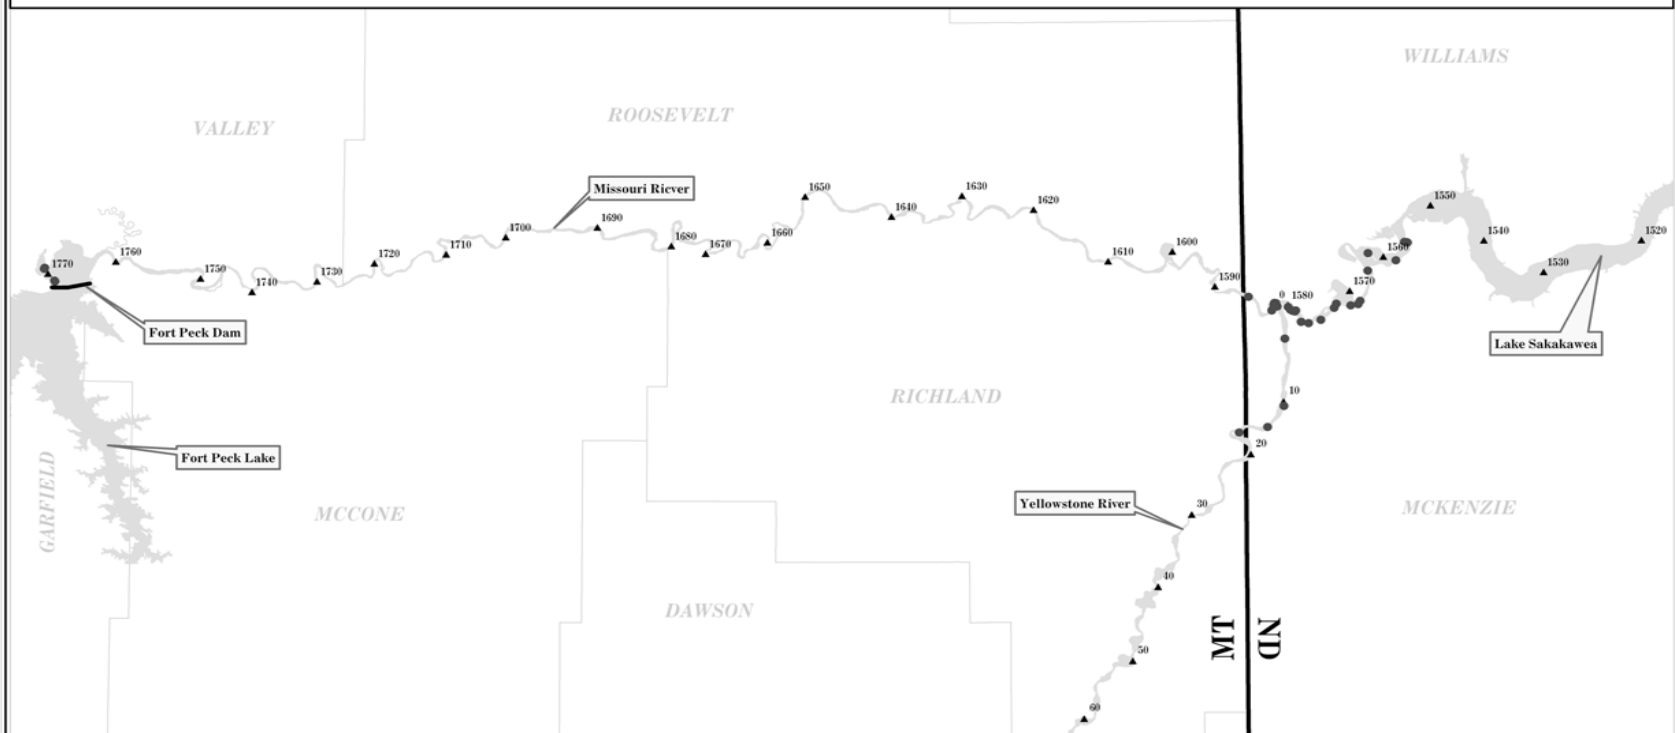 WILLIAMS
ROOSEVELT
VALLEY
Missouri Ricver
1650
1630
1620
1640
1550
1700
1690
1680
1670
1660
1710
1720
1760
1770
1750
1740
1730
1610
1600
1590
1560
1540
1530
1520
1570
0
1580
Fort Peck Dam
Lake Sakakawea
RICHLAND
10
20
Fort Peck Lake
GARFIELD
MCCONE
Yellowstone River
30
MCKENZIE
40
DAWSON
MT
ND
50
60